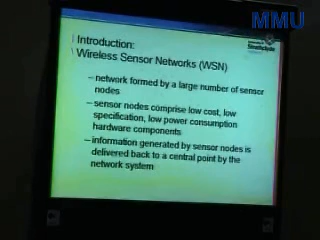 MMU
Introduction:
Wireless Sensor Networks (WSN)
– network formed by a large number of sensor
nodes
– sensor nodes comprise low cost, low
specification, low power consumption
hardware components
– information generated by sensor nodes is
delivered back to a central point by the
network system